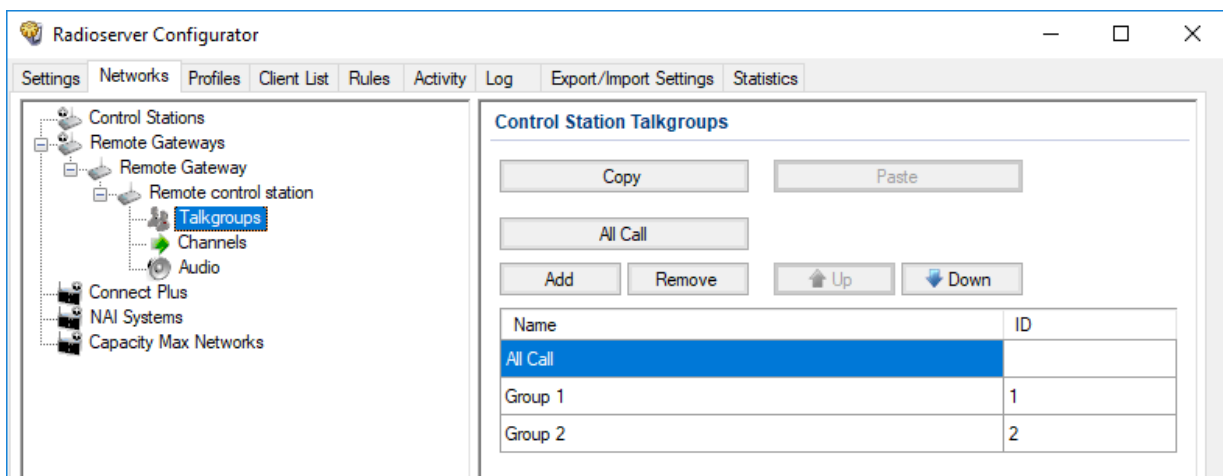 Radioserver Configurator
Settings Networks Profiles Client List Rules Activity Log Export/Import Settings Statistics
Control Stations
Remote Gateways
Remote Gateway
Remote control station
Talkgroups
Channels
Audio
Connect Plus
NAI Systems
Capacity Max Networks
Control Station Talkgroups
Copy Paste
All Call
Add Remove Up Down
Name ID
All Call
Group 1 1
Group 2 2